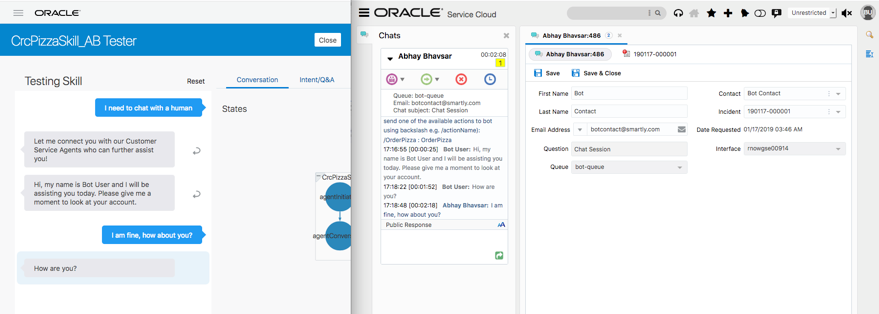 ORACLE
CrcPizzaSkill_AB Tester
Close
Testing Skill
Reset
Conversation
Intent/Q&A
I need to chat with a human
States
Let me connect you with our Customer
Service Agents who can further assist
you!
Hi, my name is Bot User and I will be
assisting you today. Please give me a
moment to look at your account.
I am fine, how about you?
How are you?
CrcPizzaS
agentInitiat
agentConver
ORACLE Service Cloud
Unrestricted
BU
Chats
Abhay Bhavsar
00:02:08
1
Queue: bot-queue
Email: botcontact@smartly.com
Chat subject: Chat Session
send one of the available actions to bot
using backslash e.g. /actionName):
/OrderPizza : OrderPizza
17:16:55 [00:00:25] Bot User: Hi, my
name is Bot User and I will be assisting
you today. Please give me a moment to
look at your account.
17:18:22 [00:01:52] Bot User: How are
you?
17:18:48 [00:02:18] Abhay Bhavsar: I am
fine, how about you?
Public Response
AA
Abhay Bhavsar:486
Abhay Bhavsar:486
190117-000001
Save
Save & Close
First Name Bot
Contact Bot Contact
Last Name Contact
Incident 190117-000001
Email Address botcontact@smartly.com
Date Requested 01/17/2019 03:46 AM
Question Chat Session
Interface rnowgse00914
Queue bot-queue